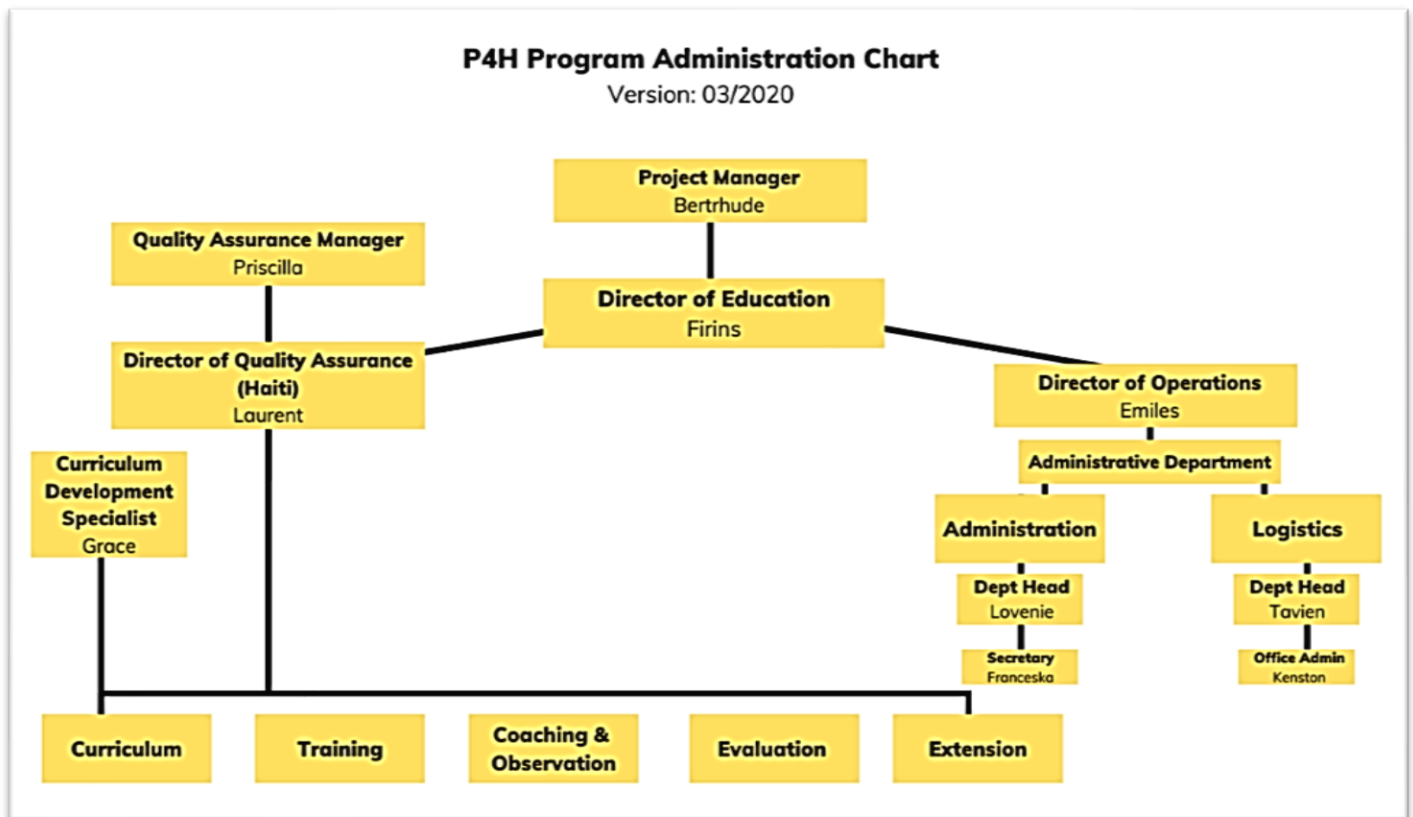 P4H Program Administration Chart
Version: 03/2020
Project Manager
Bertrhude
Quality Assurance Manager
Priscilla
Director of Education
Firins
Director of Quality Assurance
(Haiti)
Laurent
Director of Operations
Emiles
Administrative Department
Curriculum
Development
Specialist
Grace
Administration
Logistics
Dept Head
Lovenie
Dept Head
Tavien
Secretary
Franceska
Office Admin
Kenston
Curriculum
Training
Coaching &
Observation
Evaluation
Extension